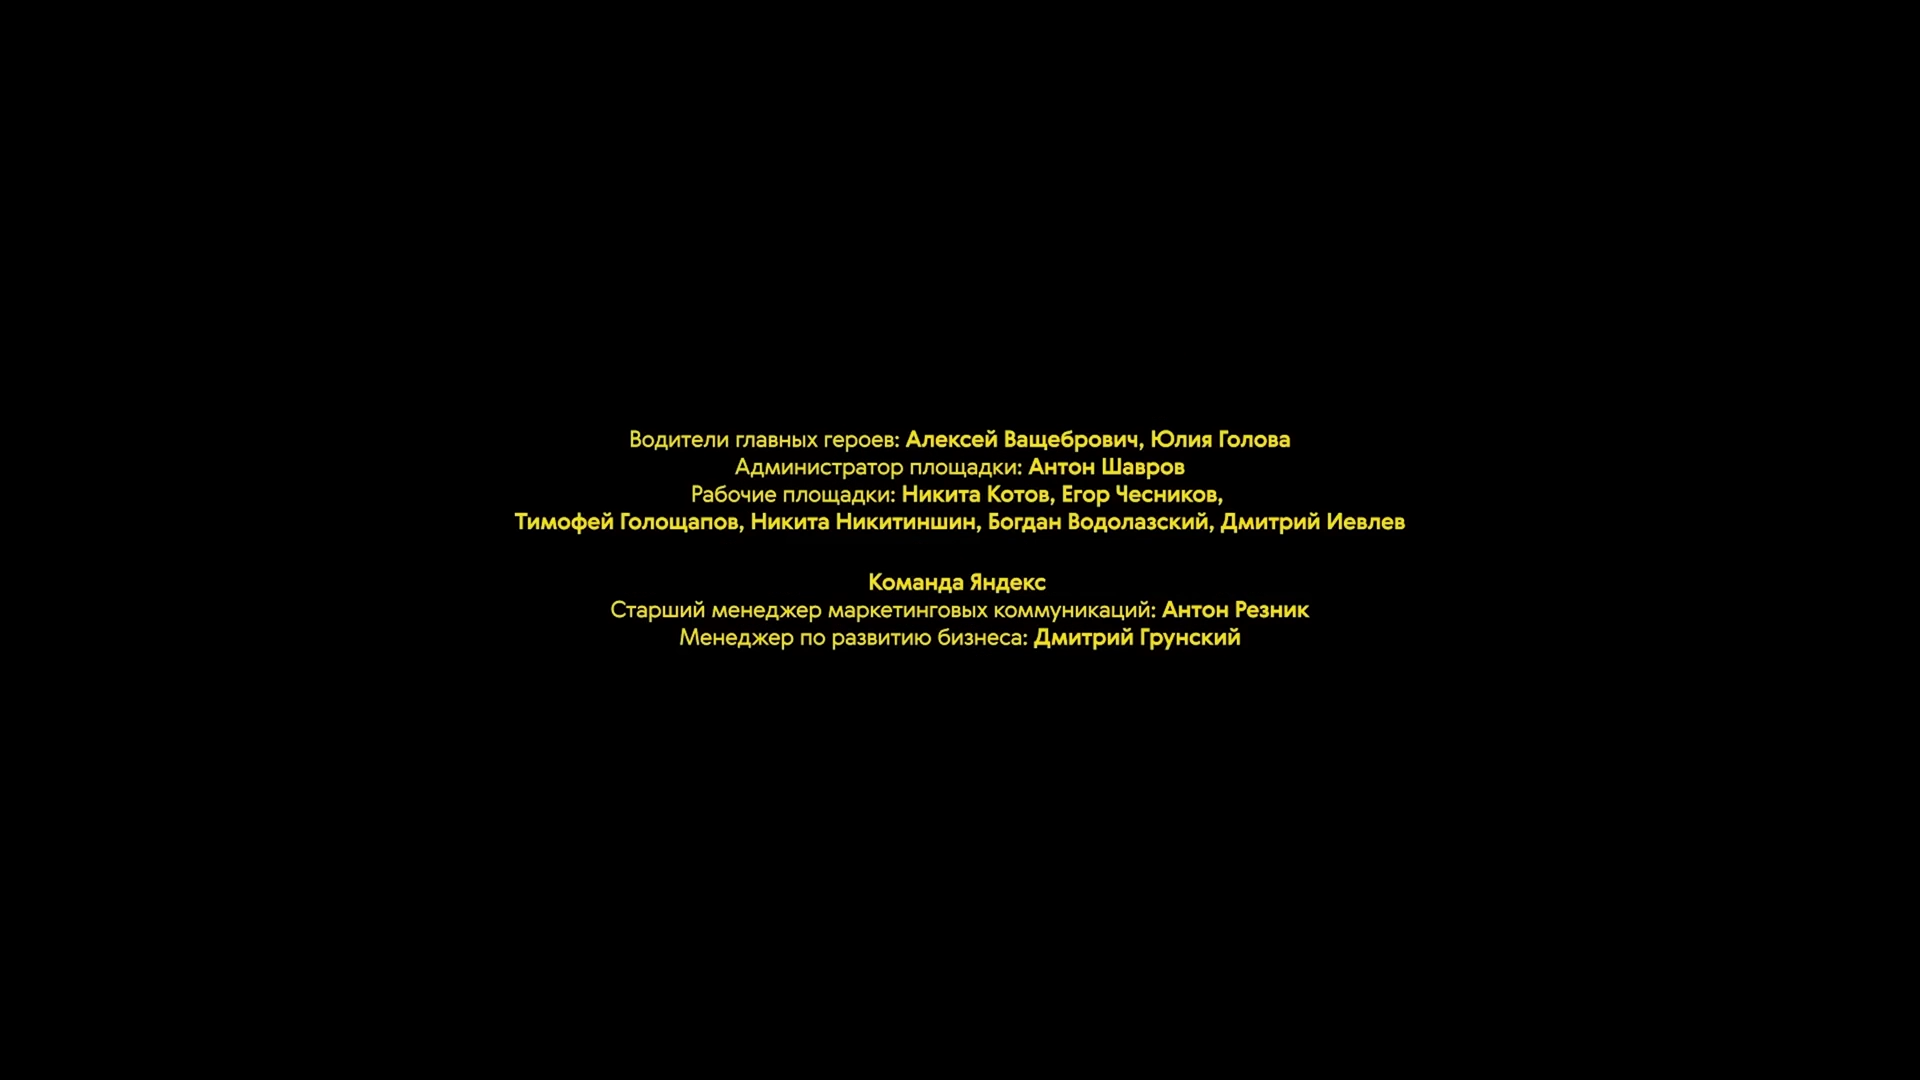 Водители главных героев: Алексей Ващебрович, Юлия Голова
Администратор площадки: Антон Шавров
Рабочие площадки: Никита Котов, Егор Чесников,
Тимофей Голощапов, Никита Никитиншин, Богдан Водолазский, Дмитрий Иевлев
Команда Яндекс
Старший менеджер маркетинговых коммуникаций: Антон Резник
Менеджер по развитию бизнеса: Дмитрий Грунский